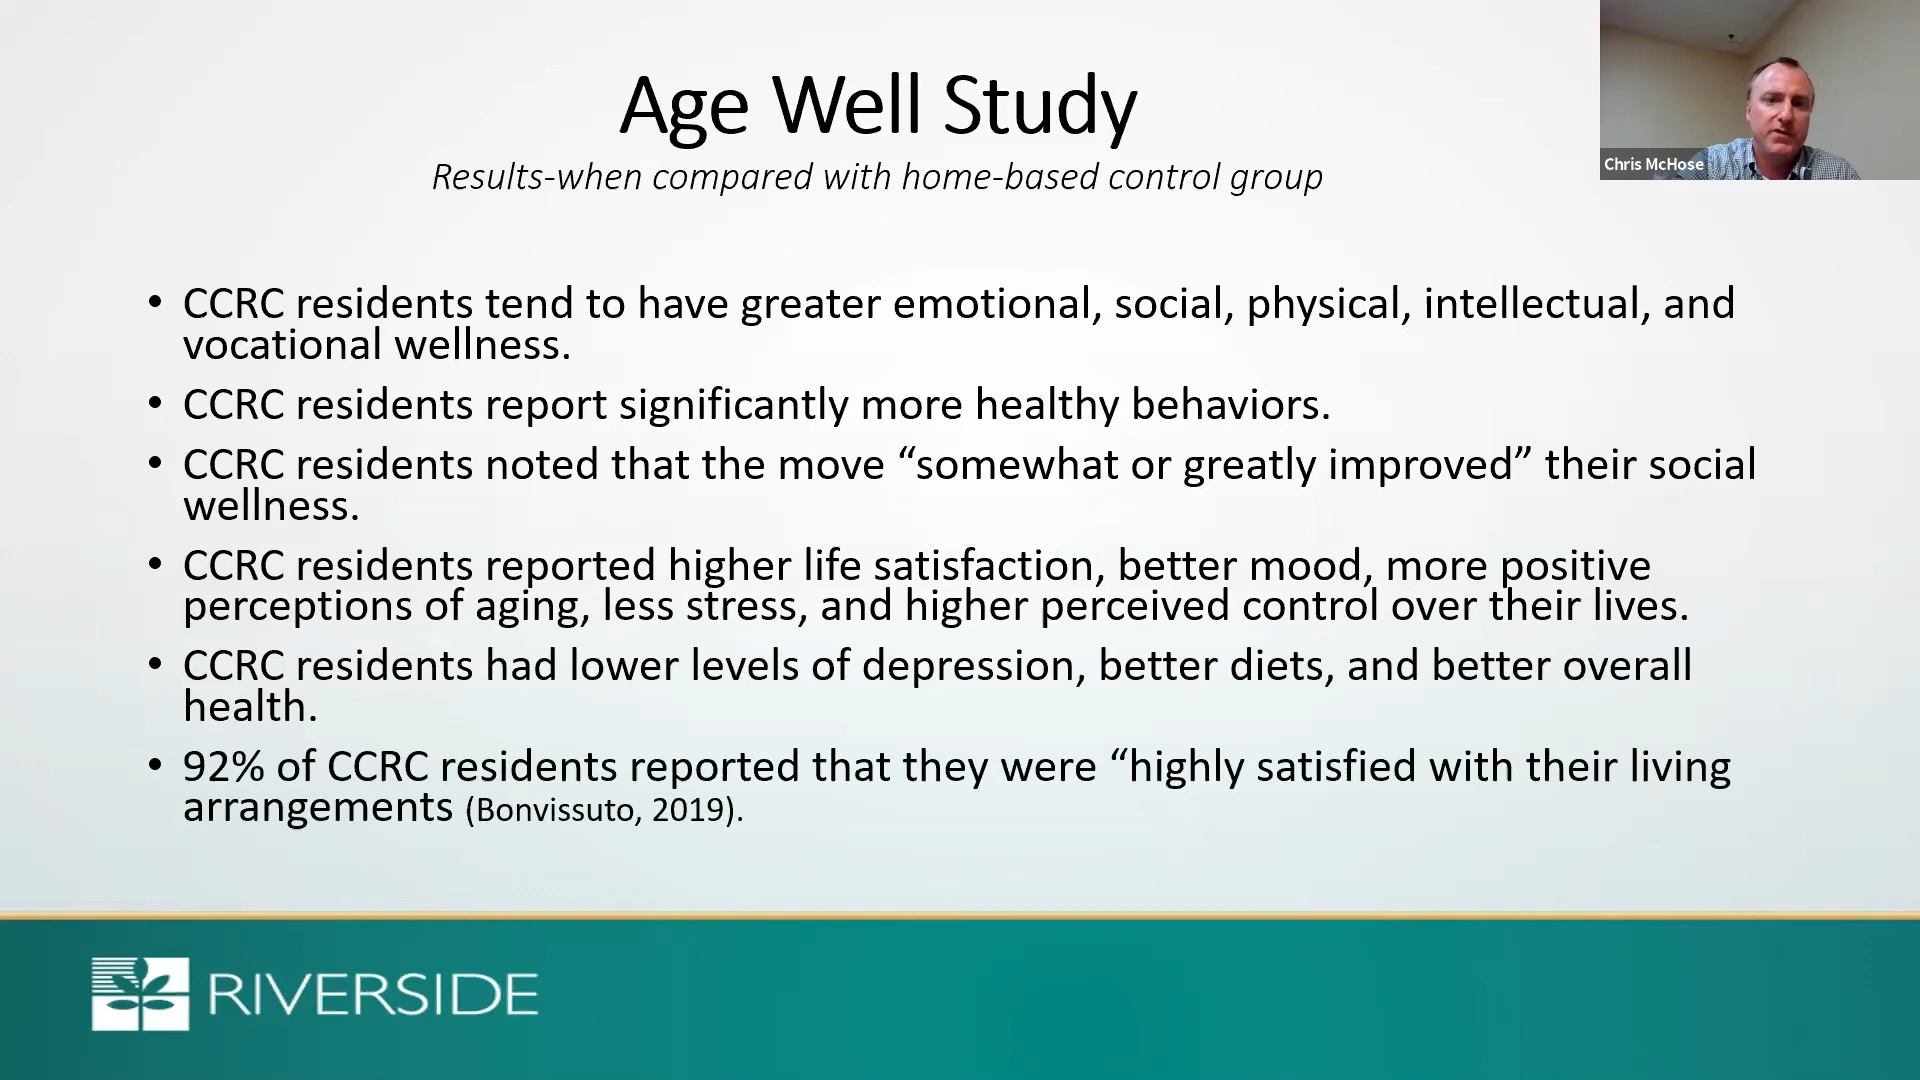 Age Well Study
Results-when compared with home-based control group
Chris McHose
• CCRC residents tend to have greater emotional, social, physical, intellectual, and
vocational wellness.
• CCRC residents report significantly more healthy behaviors.
• CCRC residents noted that the move “somewhat or greatly improved” their social
wellness.
• CCRC residents reported higher life satisfaction, better mood, more positive
perceptions of aging, less stress, and higher perceived control over their lives.
• CCRC residents had lower levels of depression, better diets, and better overall
health.
• 92% of CCRC residents reported that they were “highly satisfied with their living
arrangements (Bonvissuto, 2019).
RIVERSIDE